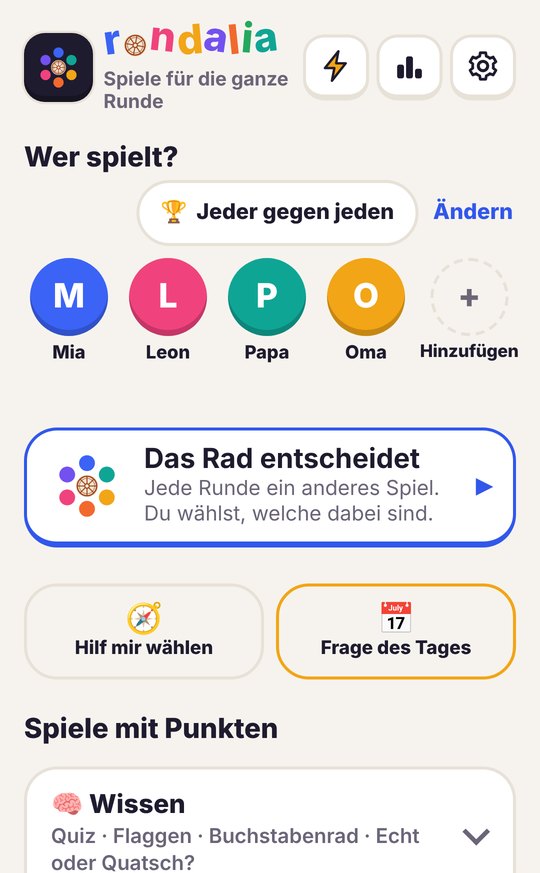 rondalia
Spiele für die ganze
Runde
Wer spielt?
🏆 Jeder gegen jeden
Ändern
M
L
P
O
+
Mia
Leon
Papa
Oma
Hinzufügen
Das Rad entscheidet
Jede Runde ein anderes Spiel.
Du wählst, welche dabei sind.
Hilf mir wählen
July
17
Frage des Tages
Spiele mit Punkten
🧠 Wissen
Quiz · Flaggen · Buchstabenrad · Echt
oder Quatsch?